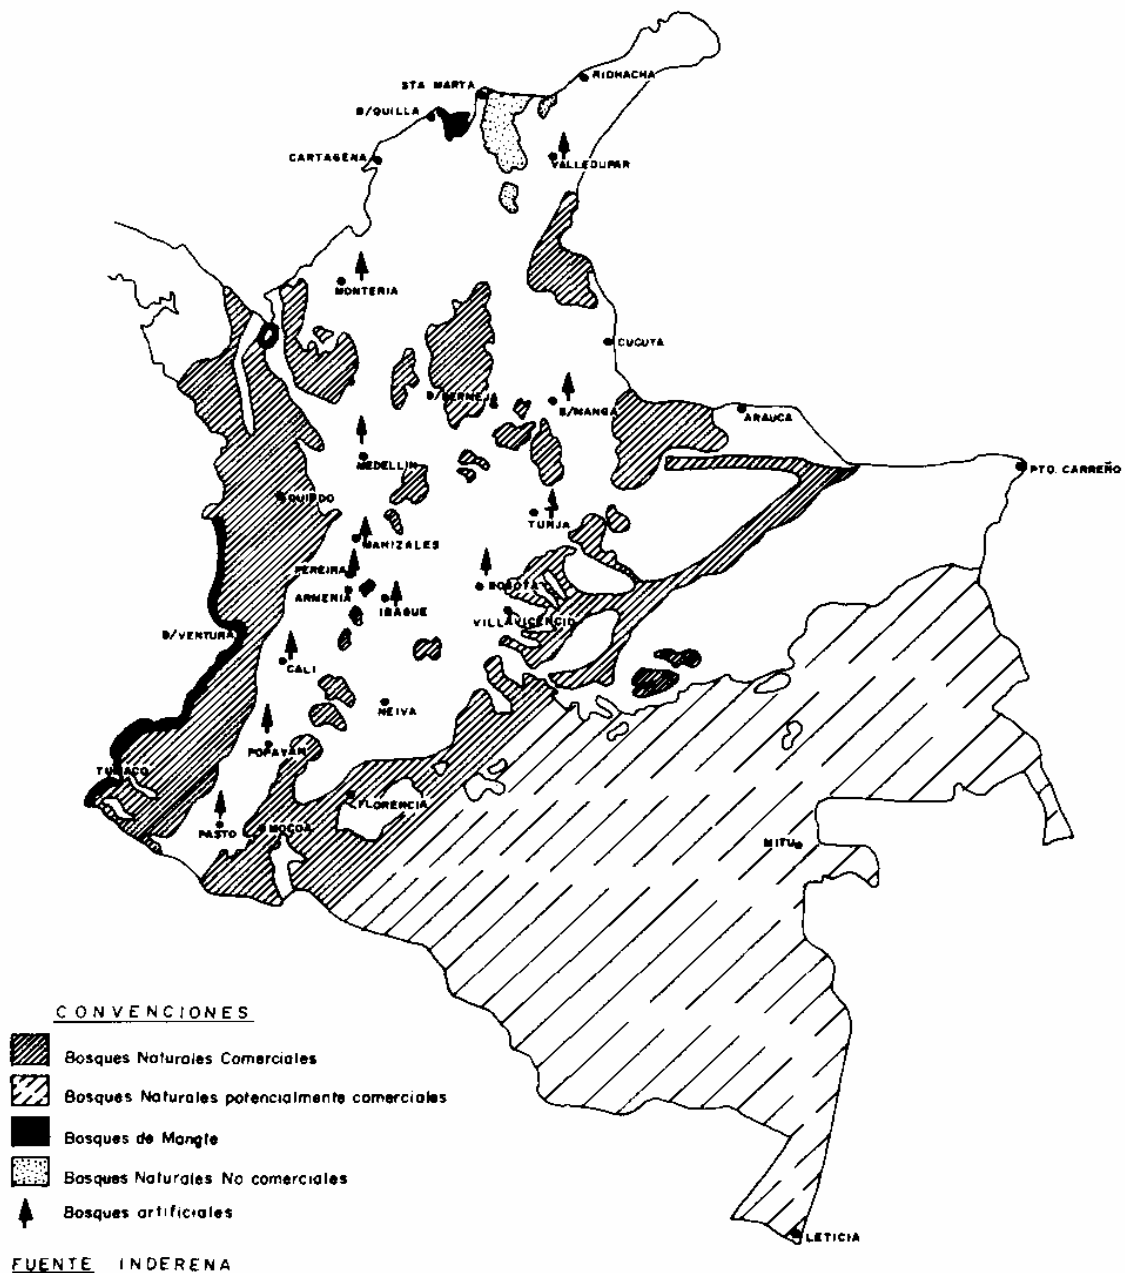 RIOHACHA
STA MARTA
B/QUILLA
CARTAGENA
VALLEDUPAR
MONTERIA
CUCUTA
B/BERMEJA
B/MANGA
ARAUCA
MEDELLIN
PTO. CARREÑO
QUIBDO
TUNJA
MANIZALES
PEREIRA
BOGOTA
ARMENIA
IBAGUE
VILLAVICENCIO
B/VENTURA
CALI
NEIVA
POPAYAN
TUMACO
FLORENCIA
PASTO
MOCOA
MITU
CONVENCIONES
Bosques Naturales Comerciales
Bosques Naturales potencialmente comerciales
Bosques de Mangle
Bosques Naturales No comerciales
Bosques artificiales
LETICIA
FUENTE INDERENA